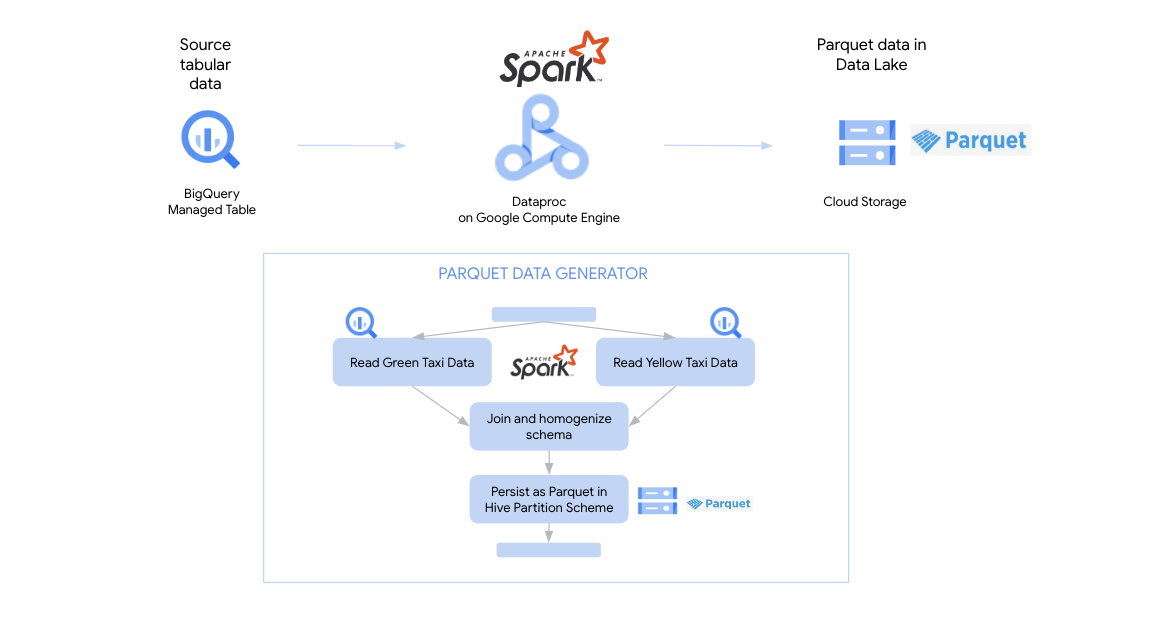 Source
tabular
data
APACHE
Spark™
Parquet data in
Data Lake
Parquet
BigQuery
Managed Table
Dataproc
on Google Compute Engine
Cloud Storage
PARQUET DATA GENERATOR
Read Green Taxi Data
APACHE
Spark™
Read Yellow Taxi Data
Join and homogenize
schema
Persist as Parquet in
Hive Partition Scheme
Parquet